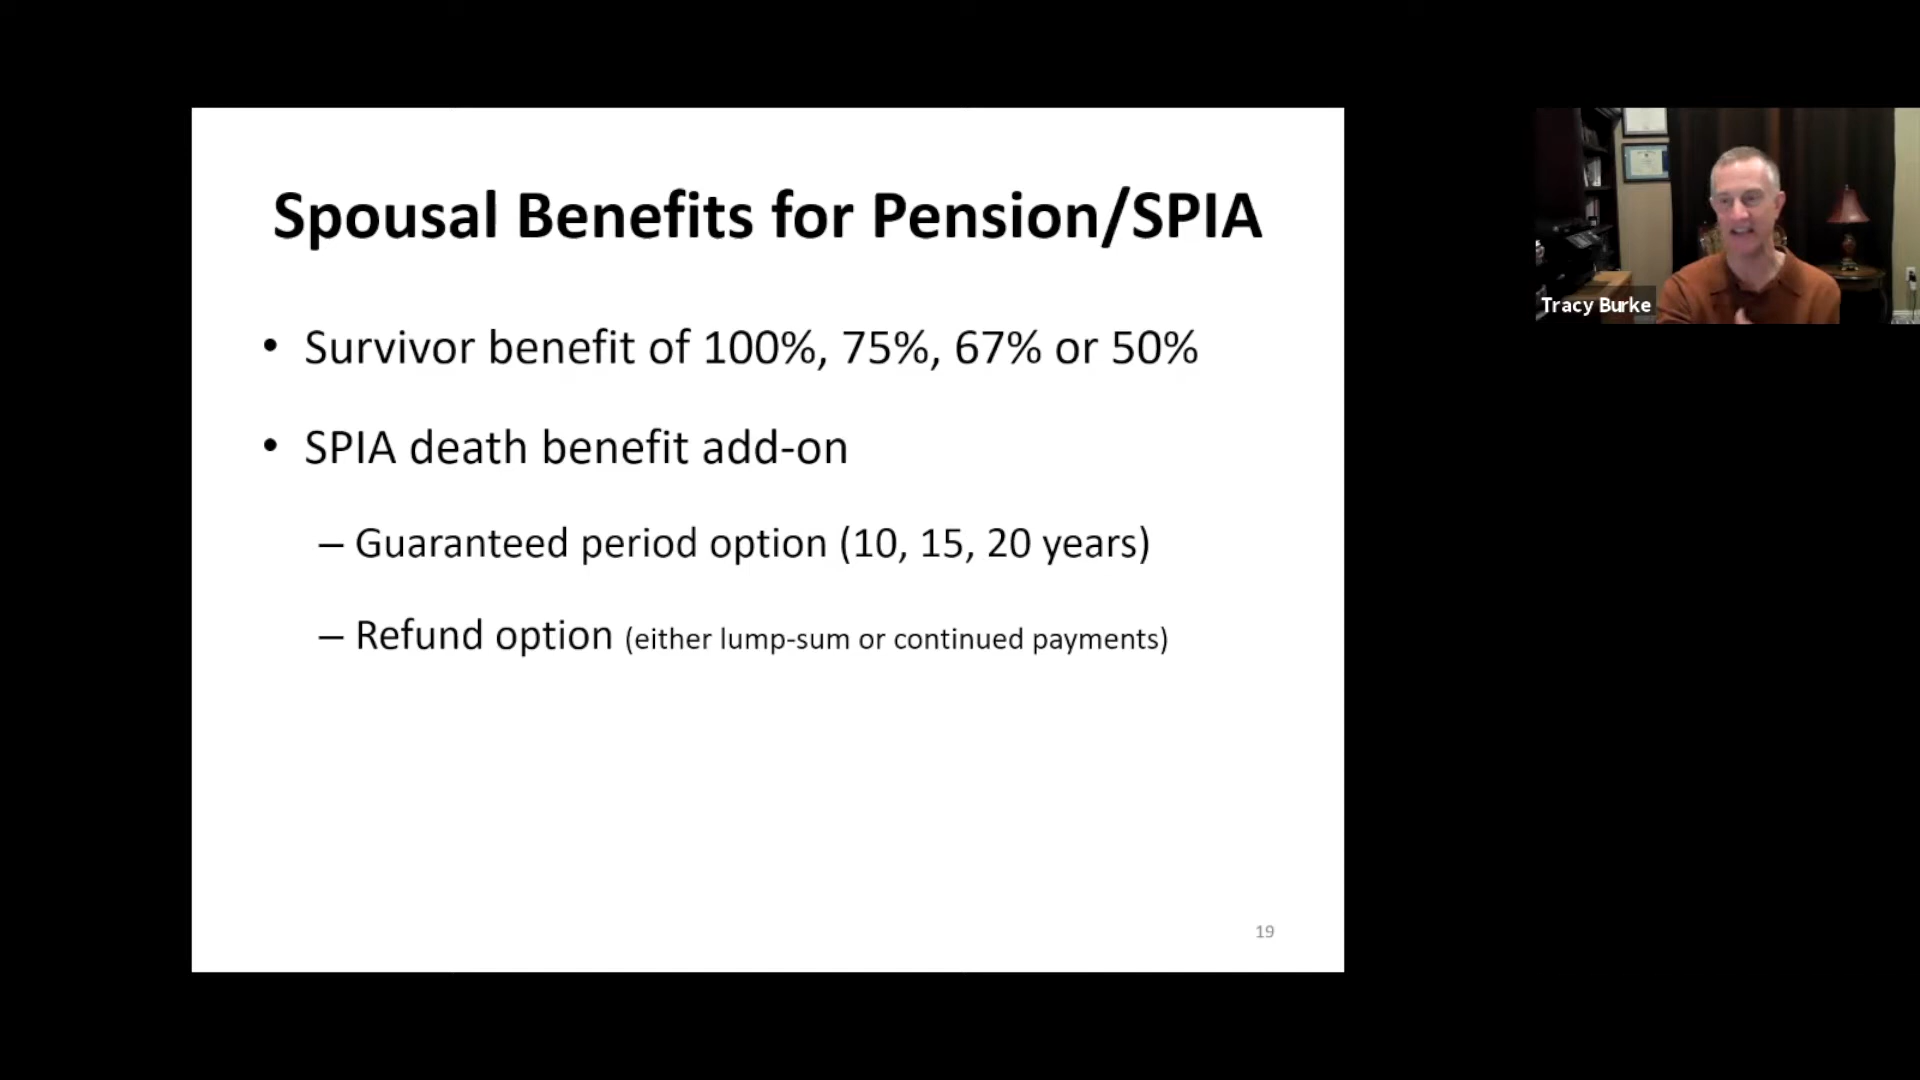 Spousal Benefits for Pension/SPIA
• Survivor benefit of 100%, 75%, 67% or 50%
• SPIA death benefit add-on
– Guaranteed period option (10, 15, 20 years)
– Refund option (either lump-sum or continued payments)
19
Tracy Burke